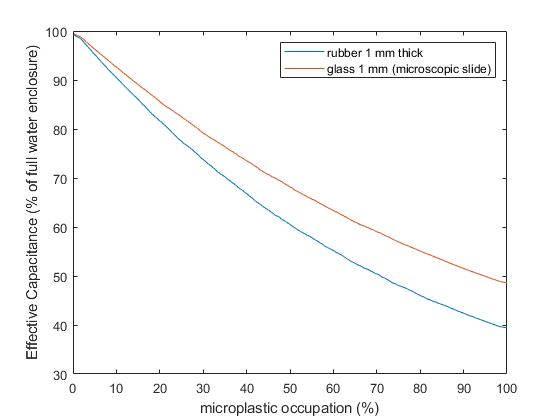 rubber 1 mm thick
glass 1 mm (microscopic slide)
Effective Capacitance (% of full water enclosure)
100
90
80
70
60
50
40
30
0 10 20 30 40 50 60 70 80 90 100
microplastic occupation (%)